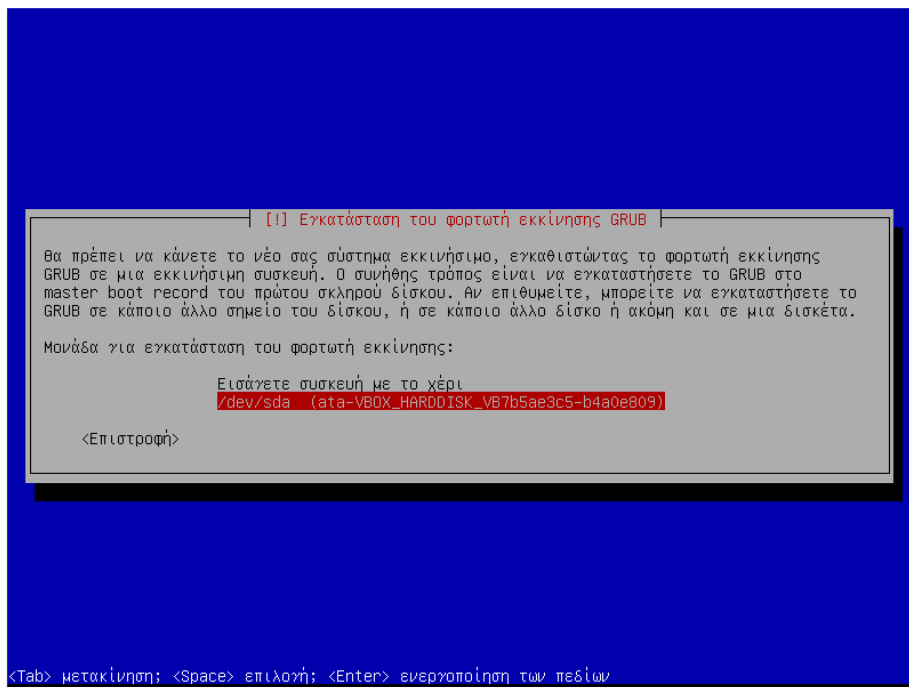 [!] Εγκατάσταση του φορτωτή εκκίνησης GRUB
Θα πρέπει να κάνετε το νέο σας σύστημα εκκινήσιμο, εγκαθιστώντας το φορτωτή εκκίνησης
GRUB σε μια εκκινήσιμη συσκευή. Ο συνήθης τρόπος είναι να εγκαταστήσετε το GRUB στο
master boot record του πρώτου σκληρού δίσκου. Αν επιθυμείτε, μπορείτε να εγκαταστήσετε το
GRUB σε κάποιο άλλο σημείο του δίσκου, ή σε κάποιο άλλο δίσκο ή ακόμη και σε μια δισκέτα.
Μονάδα για εγκατάσταση του φορτωτή εκκίνησης:
Εισάγετε συσκευή με το χέρι
/dev/sda (ata-VBOX_HARDDISK_VB7b5ae3c5-b4a0e809)
<Επιστροφή>
<Tab> μετακίνηση; <Space> επιλογή; <Enter> ενεργοποίηση των πεδίων